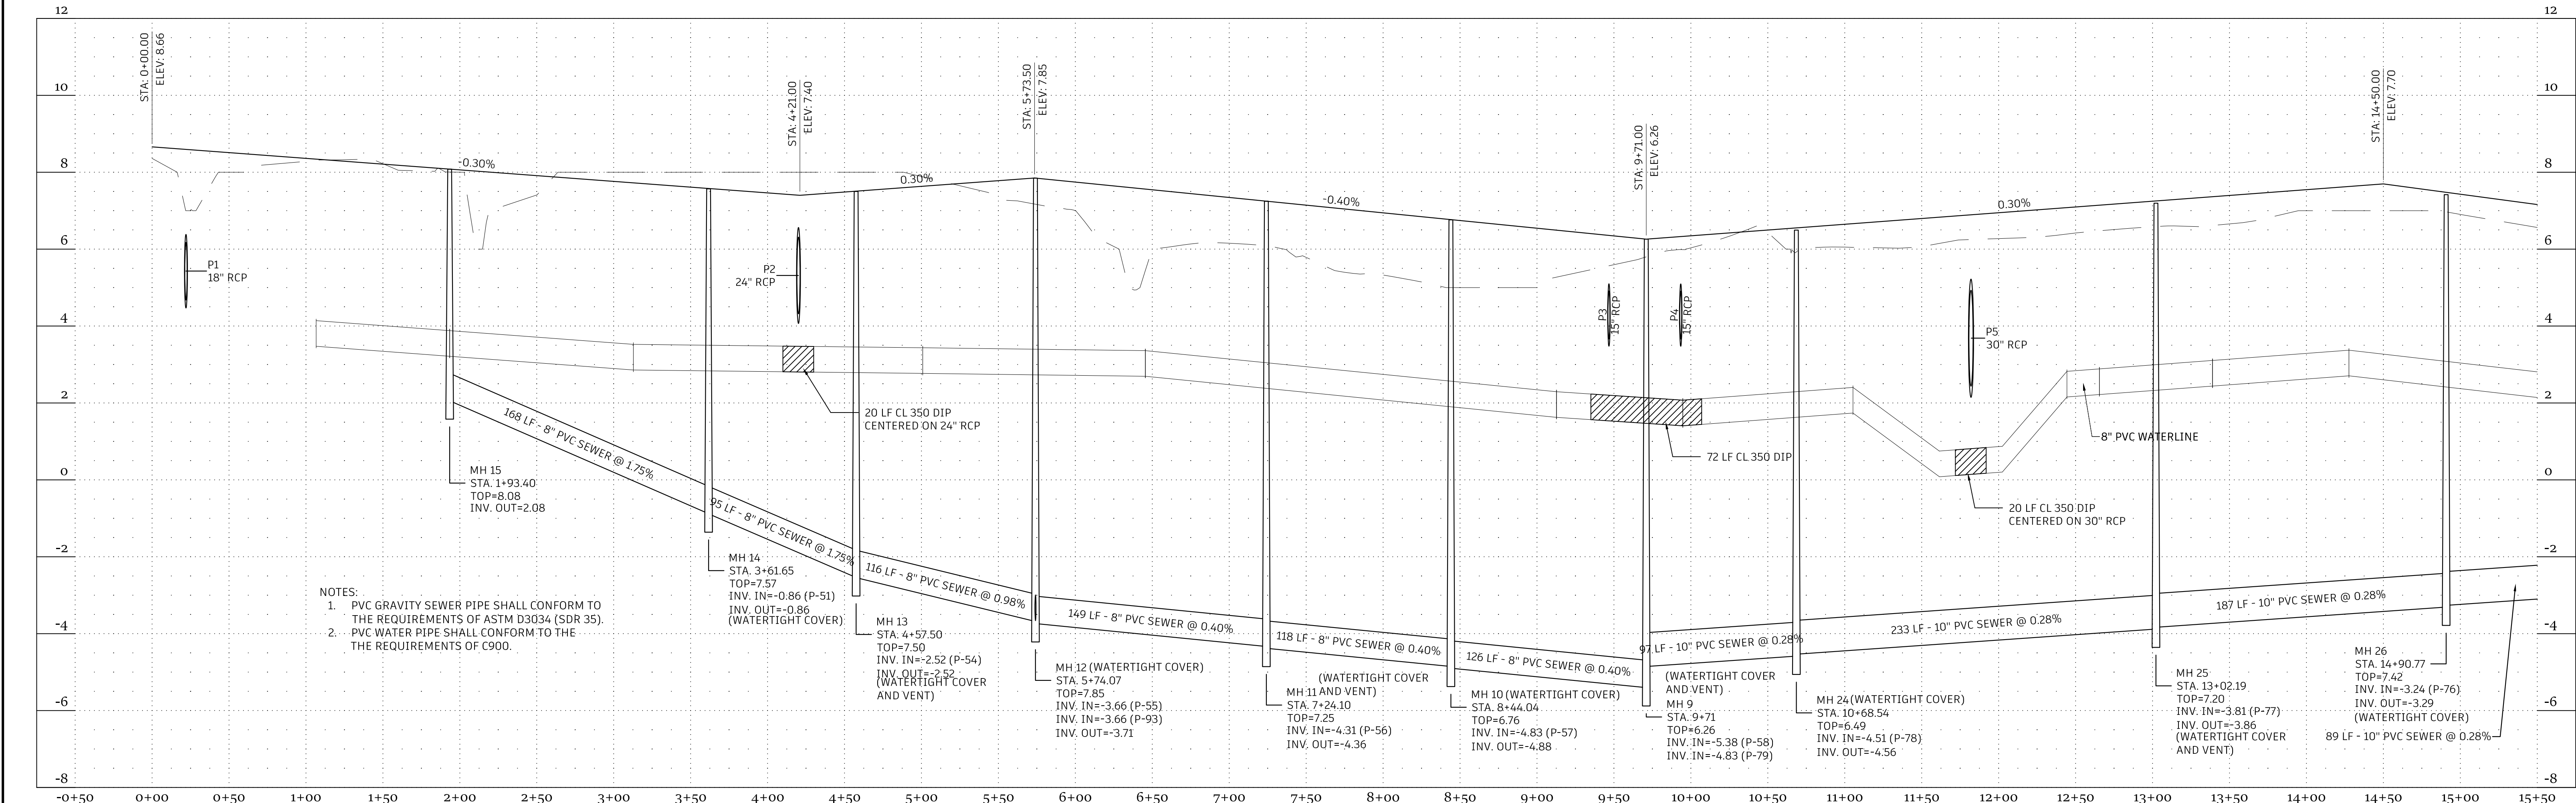 12
12
STA: 0+00.00
ELEV: 8.66
STA: 4+21.00
ELEV: 7.40
STA: 5+73.50
ELEV: 7.85
STA: 9+71.00
ELEV: 6.26
STA: 14+50.00
ELEV: 7.70
10
10
8
8
-0.30%
0.30%
-0.40%
0.30%
6
6
P1
18" RCP
P2
24" RCP
P3
15" RCP
P4
15" RCP
P5
30" RCP
4
4
2
2
20 LF CL 350 DIP
CENTERED ON 24" RCP
72 LF CL 350 DIP
8" PVC WATERLINE
20 LF CL 350 DIP
CENTERED ON 30" RCP
0
0
168 LF - 8" PVC SEWER @ 1.75%
95 LF - 8" PVC SEWER @ 1.75%
116 LF - 8" PVC SEWER @ 0.98%
149 LF - 8" PVC SEWER @ 0.40%
118 LF - 8" PVC SEWER @ 0.40%
126 LF - 8" PVC SEWER @ 0.40%
97 LF - 10" PVC SEWER @ 0.28%
233 LF - 10" PVC SEWER @ 0.28%
187 LF - 10" PVC SEWER @ 0.28%
89 LF - 10" PVC SEWER @ 0.28%
-2
-2
-4
-4
-6
-6
-8
-8
MH 15
STA. 1+93.40
TOP=8.08
INV. OUT=2.08
MH 14
STA. 3+61.65
TOP=7.57
INV. IN=-0.86 (P-51)
INV. OUT=-0.86
(WATERTIGHT COVER)
MH 13
STA. 4+57.50
TOP=7.50
INV. IN=-2.52 (P-54)
INV. OUT=-2.52
(WATERTIGHT COVER
AND VENT)
MH 12 (WATERTIGHT COVER)
STA. 5+74.07
TOP=7.85
INV. IN=-3.66 (P-55)
INV. IN=-3.66 (P-93)
INV. OUT=-3.71
(WATERTIGHT COVER
AND VENT)
MH 11
STA. 7+24.10
TOP=7.25
INV. IN=-4.31 (P-56)
INV. OUT=-4.36
MH 10 (WATERTIGHT COVER)
STA. 8+44.04
TOP=6.76
INV. IN=-4.83 (P-57)
INV. OUT=-4.88
(WATERTIGHT COVER
AND VENT)
MH 9
STA. 9+71
TOP=6.26
INV. IN=-5.38 (P-58)
INV. IN=-4.83 (P-79)
MH 24 (WATERTIGHT COVER)
STA. 10+68.54
TOP=6.49
INV. IN=-4.51 (P-78)
INV. OUT=-4.56
MH 25
STA. 13+02.19
TOP=7.20
INV. IN=-3.81 (P-77)
INV. OUT=-3.86
(WATERTIGHT COVER
AND VENT)
MH 26
STA. 14+90.77
TOP=7.42
INV. IN=-3.24 (P-76)
INV. OUT=-3.29
(WATERTIGHT COVER)
NOTES:
1. PVC GRAVITY SEWER PIPE SHALL CONFORM TO
THE REQUIREMENTS OF ASTM D3034 (SDR 35).
2. PVC WATER PIPE SHALL CONFORM TO THE
THE REQUIREMENTS OF C900.
-0+50 0+00 0+50 1+00 1+50 2+00 2+50 3+00 3+50 4+00 4+50 5+00 5+50 6+00 6+50 7+00 7+50 8+00 8+50 9+00 9+50 10+00 10+50 11+00 11+50 12+00 12+50 13+00 13+50 14+00 14+50 15+00 15+50